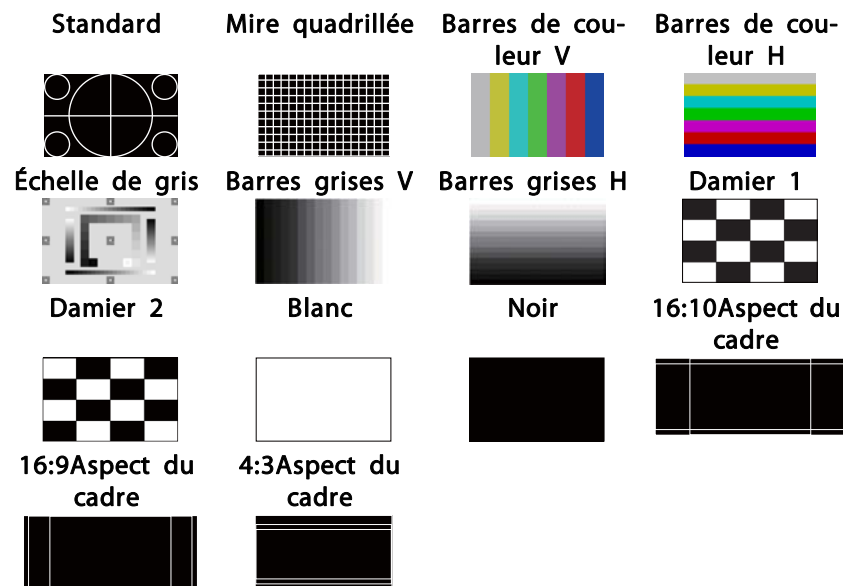 Standard
Mire quadrillée
Barres de cou-
leur V
Barres de cou-
leur H
Échelle de gris
Barres grises V
Barres grises H
Damier 1
Damier 2
Blanc
Noir
16:10Aspect du
cadre
16:9Aspect du
cadre
4:3Aspect du
cadre